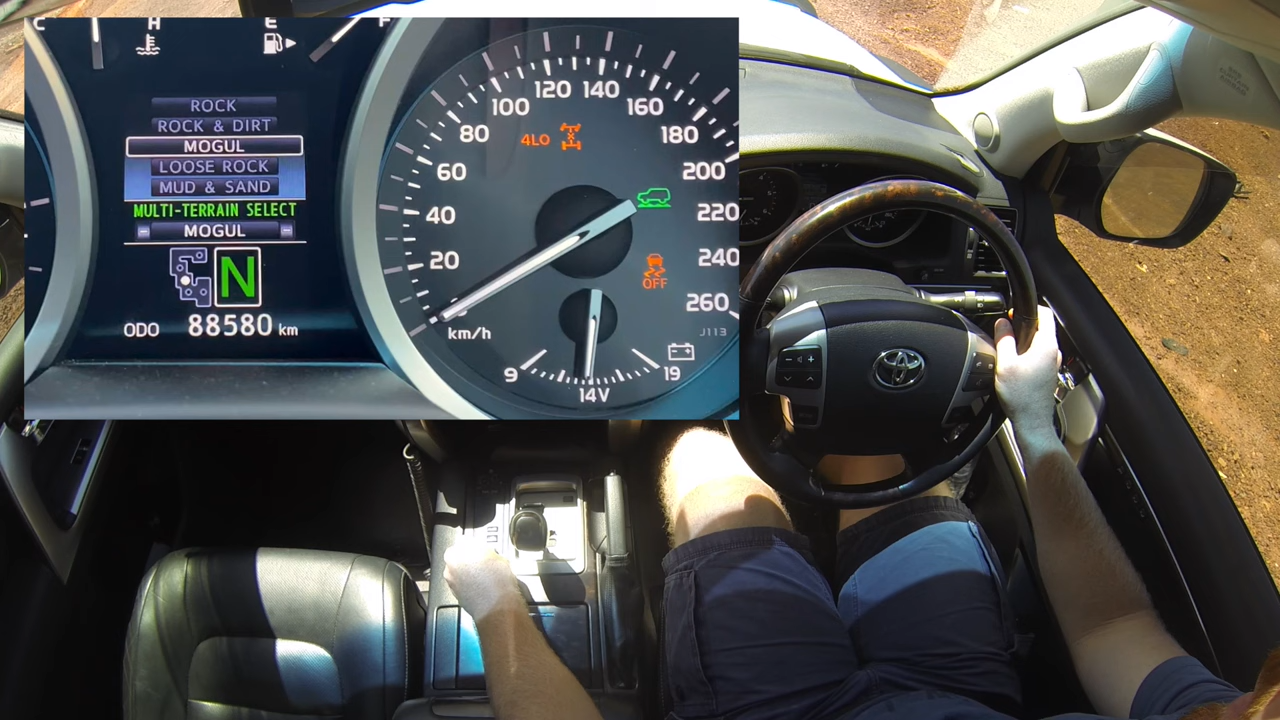 C H E F
ROCK
ROCK & DIRT
MOGUL
LOOSE ROCK
MUD & SAND
MULTI-TERRAIN SELECT
- MOGUL -
N
ODO 88580 km
20
40
60
80
100
120
140
160
180
200
220
240
260
4LO
OFF
km/h
J113
9
14V
19